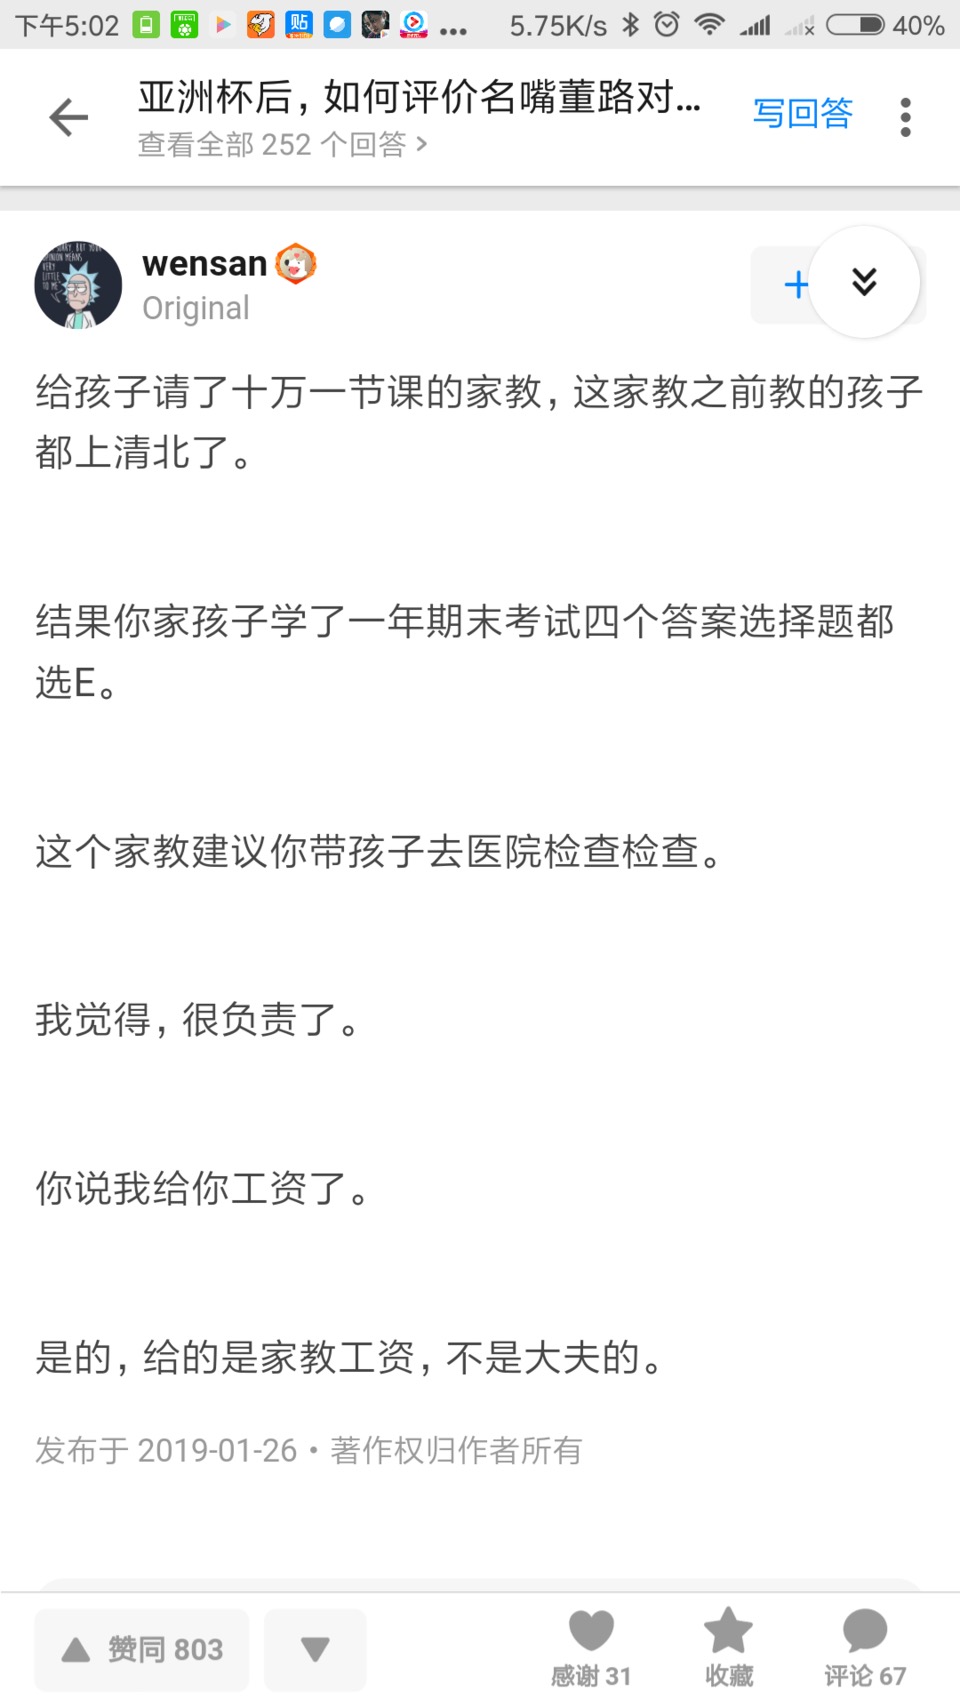 下午5:02
贴
5.75K/s
40%
亚洲杯后，如何评价名嘴董路对...
写回答
查看全部 252 个回答 >
wensan
Original
给孩子请了十万一节课的家教，这家教之前教的孩子
都上清北了。
结果你家孩子学了一年期末考试四个答案选择题都
选E。
这个家教建议你带孩子去医院检查检查。
我觉得，很负责了。
你说我给你工资了。
是的，给的是家教工资，不是大夫的。
发布于 2019-01-26 · 著作权归作者所有
赞同 803
感谢 31
收藏
评论 67